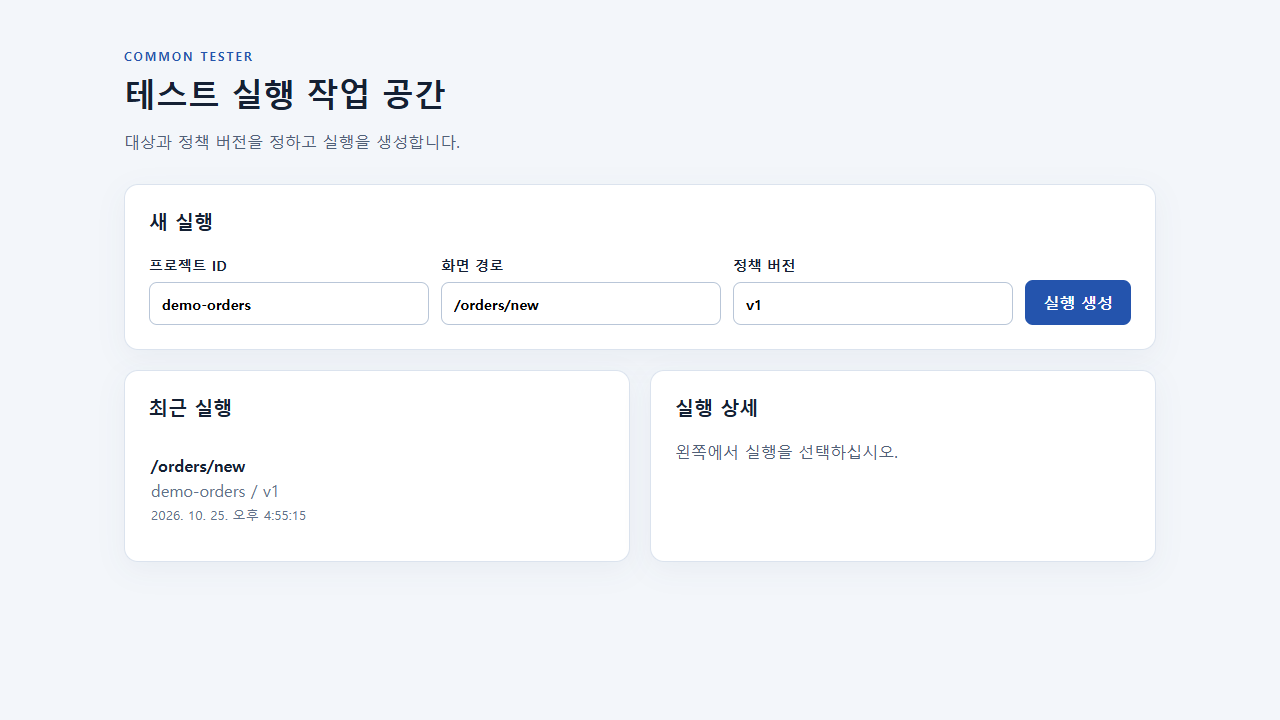 COMMON TESTER
테스트 실행 작업 공간
대상과 정책 버전을 정하고 실행을 생성합니다.
새 실행
프로젝트 ID
화면 경로
정책 버전
demo-orders
/orders/new
v1
실행 생성
최근 실행
/orders/new
demo-orders / v1
2026. 10. 25. 오후 4:55:15
실행 상세
왼쪽에서 실행을 선택하십시오.